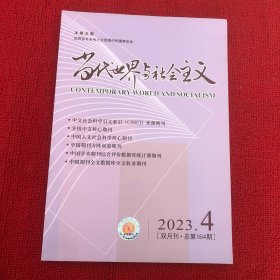 当代世界与社会主义
CONTEMPORARY WORLD AND SOCIALISM
• 中文社会科学引文索引(CSSCI)来源期刊
• 全国中文核心期刊
• 中国人文社会科学核心期刊
• 中国期刊方阵双效期刊
• 中国学术期刊综合评价数据库统计源期刊
• 中国期刊全文数据库全文收录期刊
2023.4
[双月刊·总第164期]